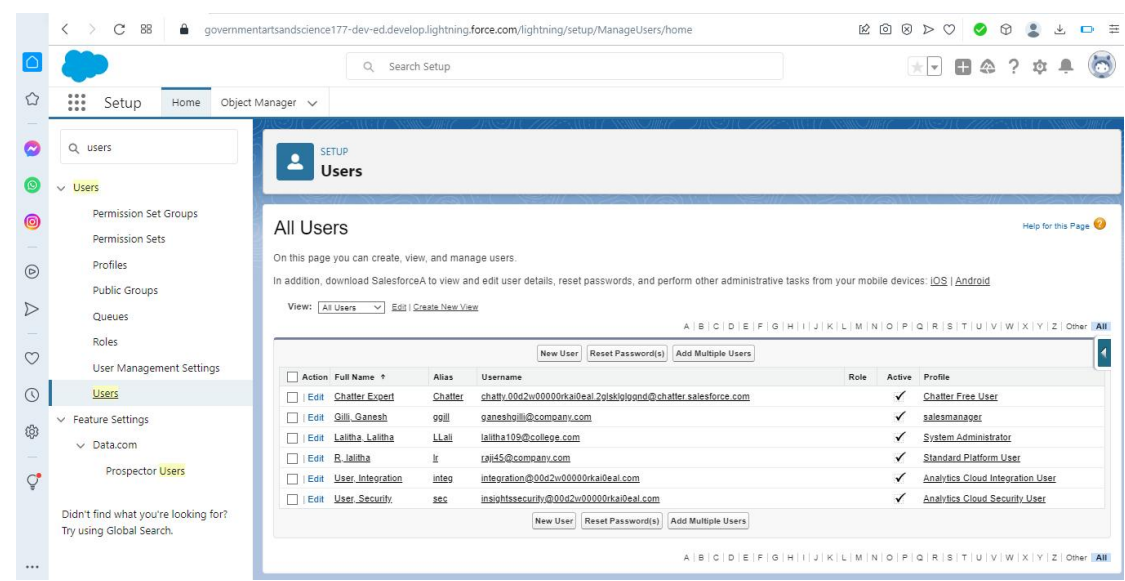 governmentartsandscience177-dev-ed.develop.lightning.force.com/lightning/setup/ManageUsers/home
Search Setup
Setup Home Object Manager
users
Users
Permission Set Groups
Permission Sets
Profiles
Public Groups
Queues
Roles
User Management Settings
Users
Feature Settings
Data.com
Prospector Users
Didn't find what you're looking for?
Try using Global Search.
SETUP
Users
All Users
Help for this Page
On this page you can create, view, and manage users.
In addition, download SalesforceA to view and edit user details, reset passwords, and perform other administrative tasks from your mobile devices: iOS | Android
View: All Users Edit | Create New View
A | B | C | D | E | F | G | H | I | J | K | L | M | N | O | P | Q | R | S | T | U | V | W | X | Y | Z | Other All
New User Reset Password(s) Add Multiple Users
Action Full Name ↑ Alias Username Role Active Profile
| Edit Chatter Expert Chatter Chatter Free User
| Edit Gilli, Ganesh ggill ganeshgilli@company.com ✓ salesmanager
| Edit Lalitha, Lalitha LLali lalitha109@college.com ✓ System Administrator
| Edit R, lalitha lr raji45@company.com ✓ Standard Platform User
| Edit User, Integration integ integration@00d2w00000rkai0eal.com ✓ Analytics Cloud Integration User
| Edit User, Security sec insightssecurity@00d2w00000rkai0eal.com ✓ Analytics Cloud Security User
New User Reset Password(s) Add Multiple Users
A | B | C | D | E | F | G | H | I | J | K | L | M | N | O | P | Q | R | S | T | U | V | W | X | Y | Z | Other All